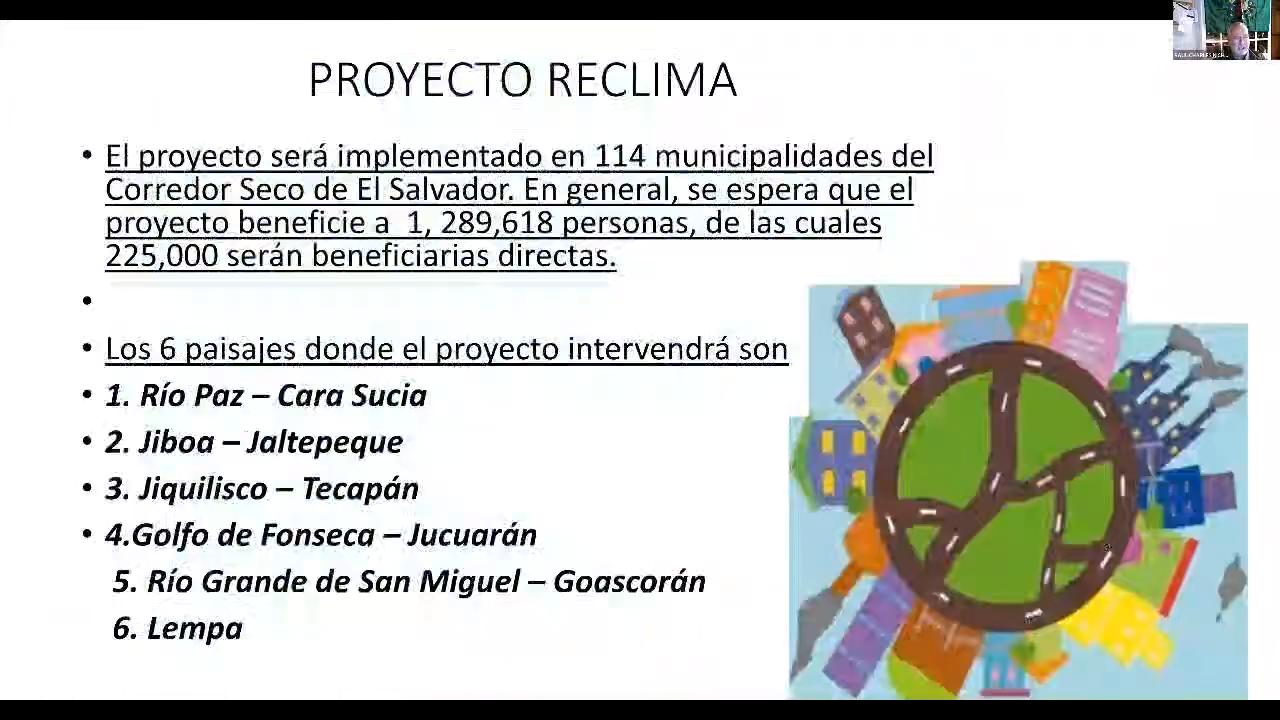 PROYECTO RECLIMA
• El proyecto será implementado en 114 municipalidades del
Corredor Seco de El Salvador. En general, se espera que el
proyecto beneficie a 1, 289,618 personas, de las cuales
225,000 serán beneficiarias directas.
•
• Los 6 paisajes donde el proyecto intervendrá son
• 1. Río Paz – Cara Sucia
• 2. Jiboa – Jaltepeque
• 3. Jiquilisco – Tecapán
• 4.Golfo de Fonseca – Jucuarán
5. Río Grande de San Miguel – Goascorán
6. Lempa